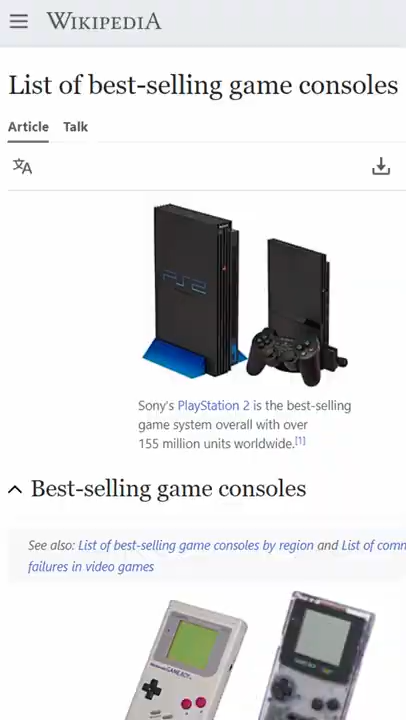 WIKIPEDIA
List of best-selling game consoles
Article Talk
Sony's PlayStation 2 is the best-selling
game system overall with over
155 million units worldwide.[1]
Best-selling game consoles
See also: List of best-selling game consoles by region and List of
failures in video games